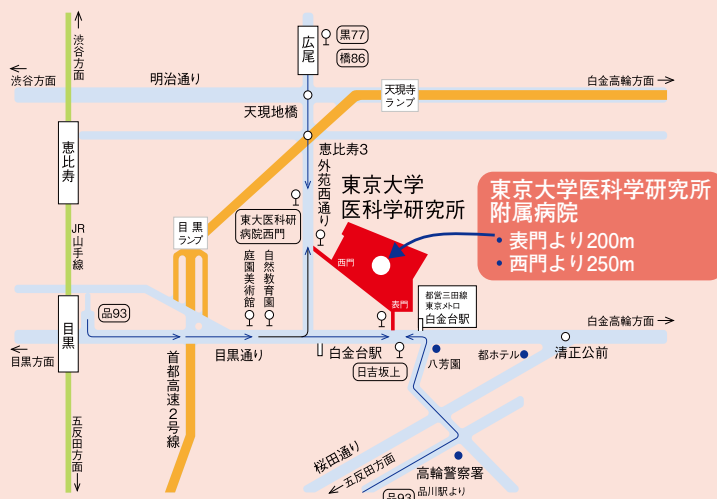 渋谷方面
渋谷方面
明治通り
広尾
黒77
橋86
天現寺
ランプ
白金高輪方面
天現地橋
恵比寿
恵比寿3
外苑西通り
東京大学
医科学研究所
東京大学医科学研究所
附属病院
• 表門より200m
• 西門より250m
JR
山手線
目黒
ランプ
東大医科研
病院西門
庭園美術館
自然教育園
西門
表門
都営三田線
東京メトロ
白金台駅
品93
目黒
目黒方面
首都高速2号線
目黒通り
白金台駅
日吉坂上
八芳園
都ホテル
清正公前
白金高輪方面
五反田方面
桜田通り
五反田方面
高輪警察署
品93
品川駅より